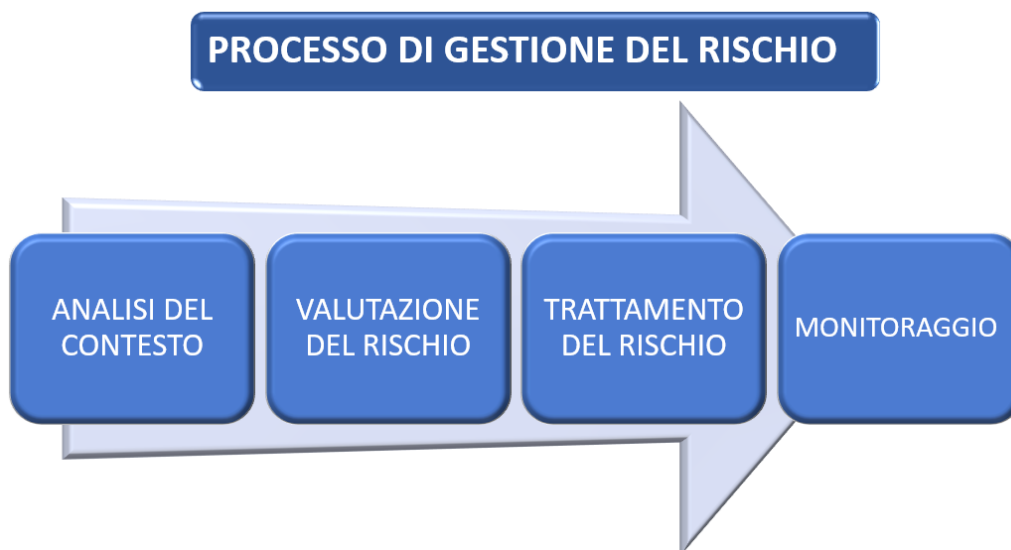 PROCESSO DI GESTIONE DEL RISCHIO
ANALISI DEL
CONTESTO
VALUTAZIONE
DEL RISCHIO
TRATTAMENTO
DEL RISCHIO
MONITORAGGIO